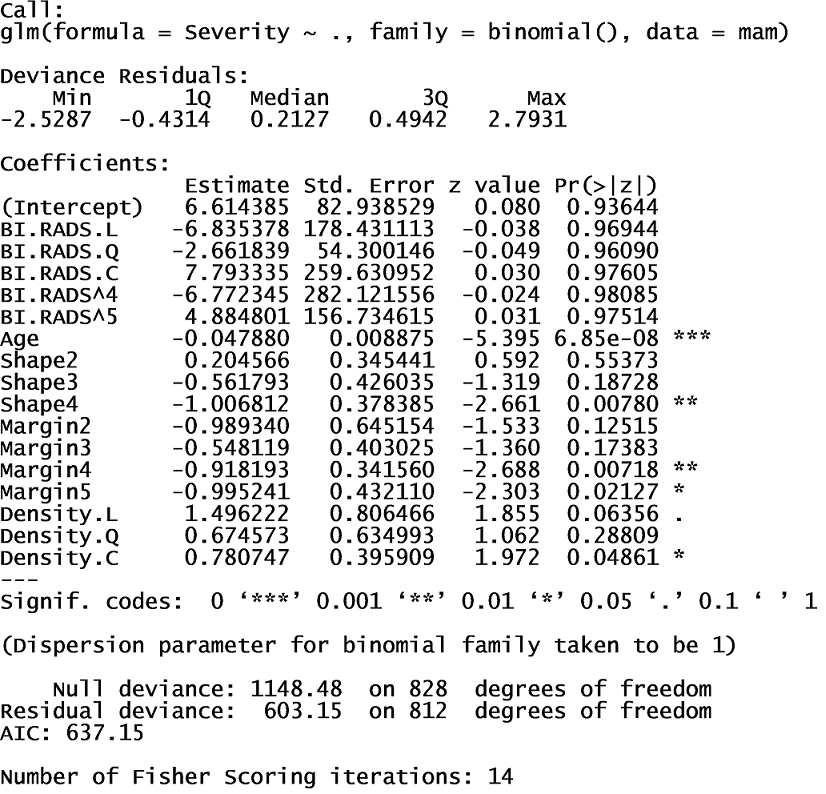 Call:
glm(formula = Severity ~ ., family = binomial(), data = mam)
Deviance Residuals:
    Min       1Q   Median       3Q      Max
-2.5287  -0.4314   0.2127   0.4942   2.7931
Coefficients:
              Estimate Std. Error z value Pr(>|z|)
(Intercept)   6.614385  82.938529   0.080  0.93644
BI.RADS.L    -6.835378 178.431113  -0.038  0.96944
BI.RADS.Q    -2.661839  54.300146  -0.049  0.96090
BI.RADS.C     7.793335 259.630952   0.030  0.97605
BI.RADS^4    -6.772345 282.121556  -0.024  0.98085
BI.RADS^5     4.884801 156.734615   0.031  0.97514
Age          -0.047880   0.008875  -5.395 6.85e-08 ***
Shape2        0.204566   0.345441   0.592  0.55373
Shape3       -0.561793   0.426035  -1.319  0.18728
Shape4       -1.006812   0.378385  -2.661  0.00780 **
Margin2      -0.989340   0.645154  -1.533  0.12515
Margin3      -0.548119   0.403025  -1.360  0.17383
Margin4      -0.918193   0.341560  -2.688  0.00718 **
Margin5      -0.995241   0.432110  -2.303  0.02127 *
Density.L     1.496222   0.806466   1.855  0.06356 .
Density.Q     0.674573   0.634993   1.062  0.28809
Density.C     0.780747   0.395909   1.972  0.04861 *
---
Signif. codes:  0 ‘***’ 0.001 ‘**’ 0.01 ‘*’ 0.05 ‘.’ 0.1 ‘ ’ 1
(Dispersion parameter for binomial family taken to be 1)
    Null deviance: 1148.48  on 828  degrees of freedom
Residual deviance:  603.15  on 812  degrees of freedom
AIC: 637.15
Number of Fisher Scoring iterations: 14